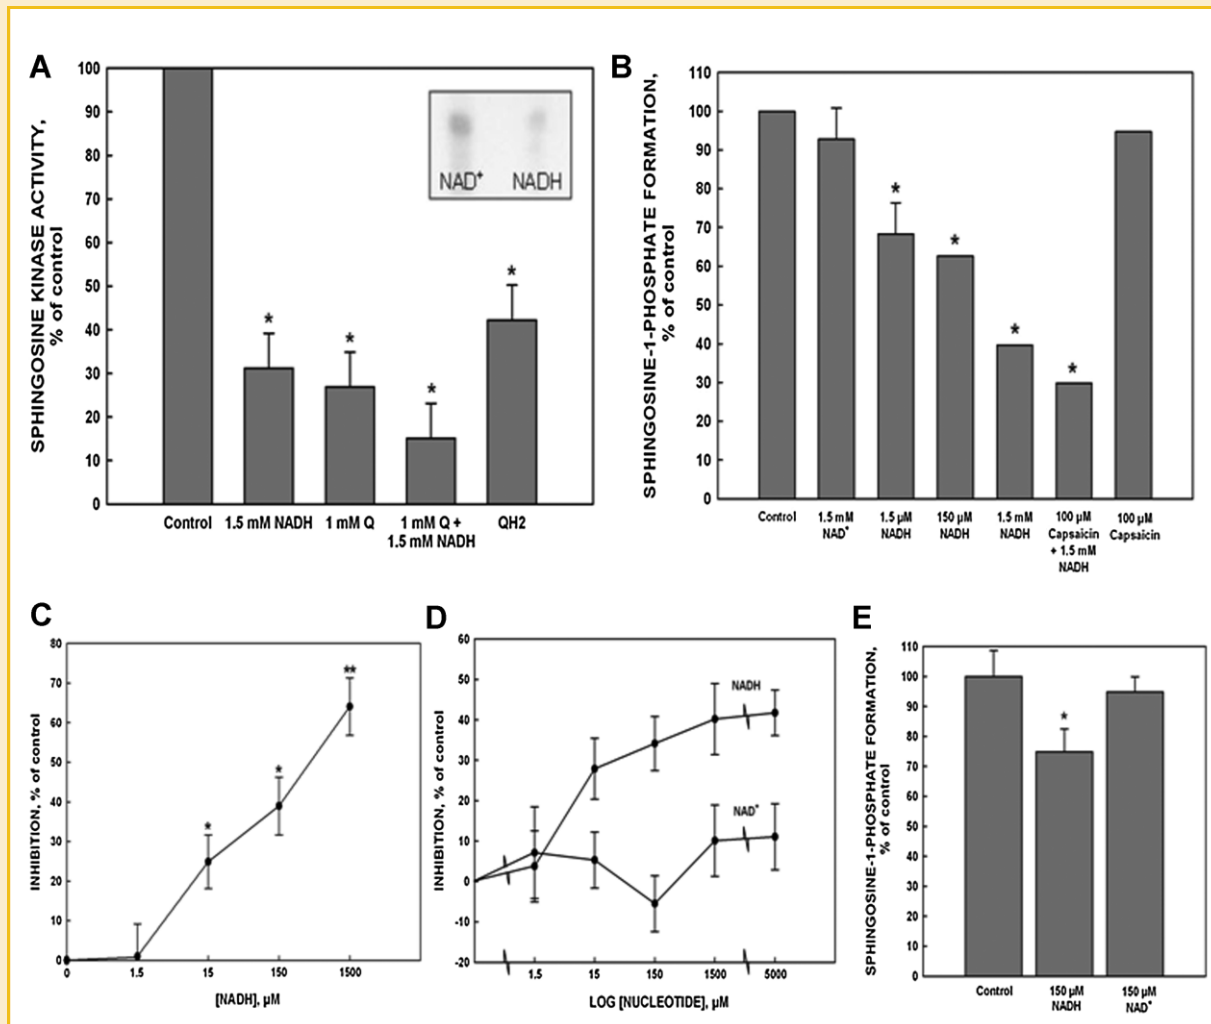 A
SPHINGOSINE KINASE ACTIVITY,
% of control
100
90
80
70
60
50
40
30
20
10
0
*
*
*
*
NAD+ NADH
Control 1.5 mM NADH 1 mM Q 1 mM Q + QH2
1.5 mM NADH
B
SPHINGOSINE-1-PHOSPHATE FORMATION,
% of control
110
100
90
80
70
60
50
40
30
20
10
0
*
*
*
*
Control 1.5 mM 1.5 µM 150 µM 1.5 mM 100 µM 100 µM
NAD+ NADH NADH NADH Capsaicin Capsaicin
+ 1.5 mM
NADH
C
INHIBITION, % of control
80
70
60
50
40
30
20
10
0
*
*
**
0 1.5 15 150 1500
[NADH], µM
D
INHIBITION, % of control
60
50
40
30
20
10
0
-10
-20
NADH
NAD+
1.5 15 150 1500 5000
LOG [NUCLEOTIDE], µM
E
SPHINGOSINE-1-PHOSPHATE FORMATION,
% of control
110
100
90
80
70
60
50
40
30
20
10
0
*
Control 150 µM 150 µM
NADH NAD+